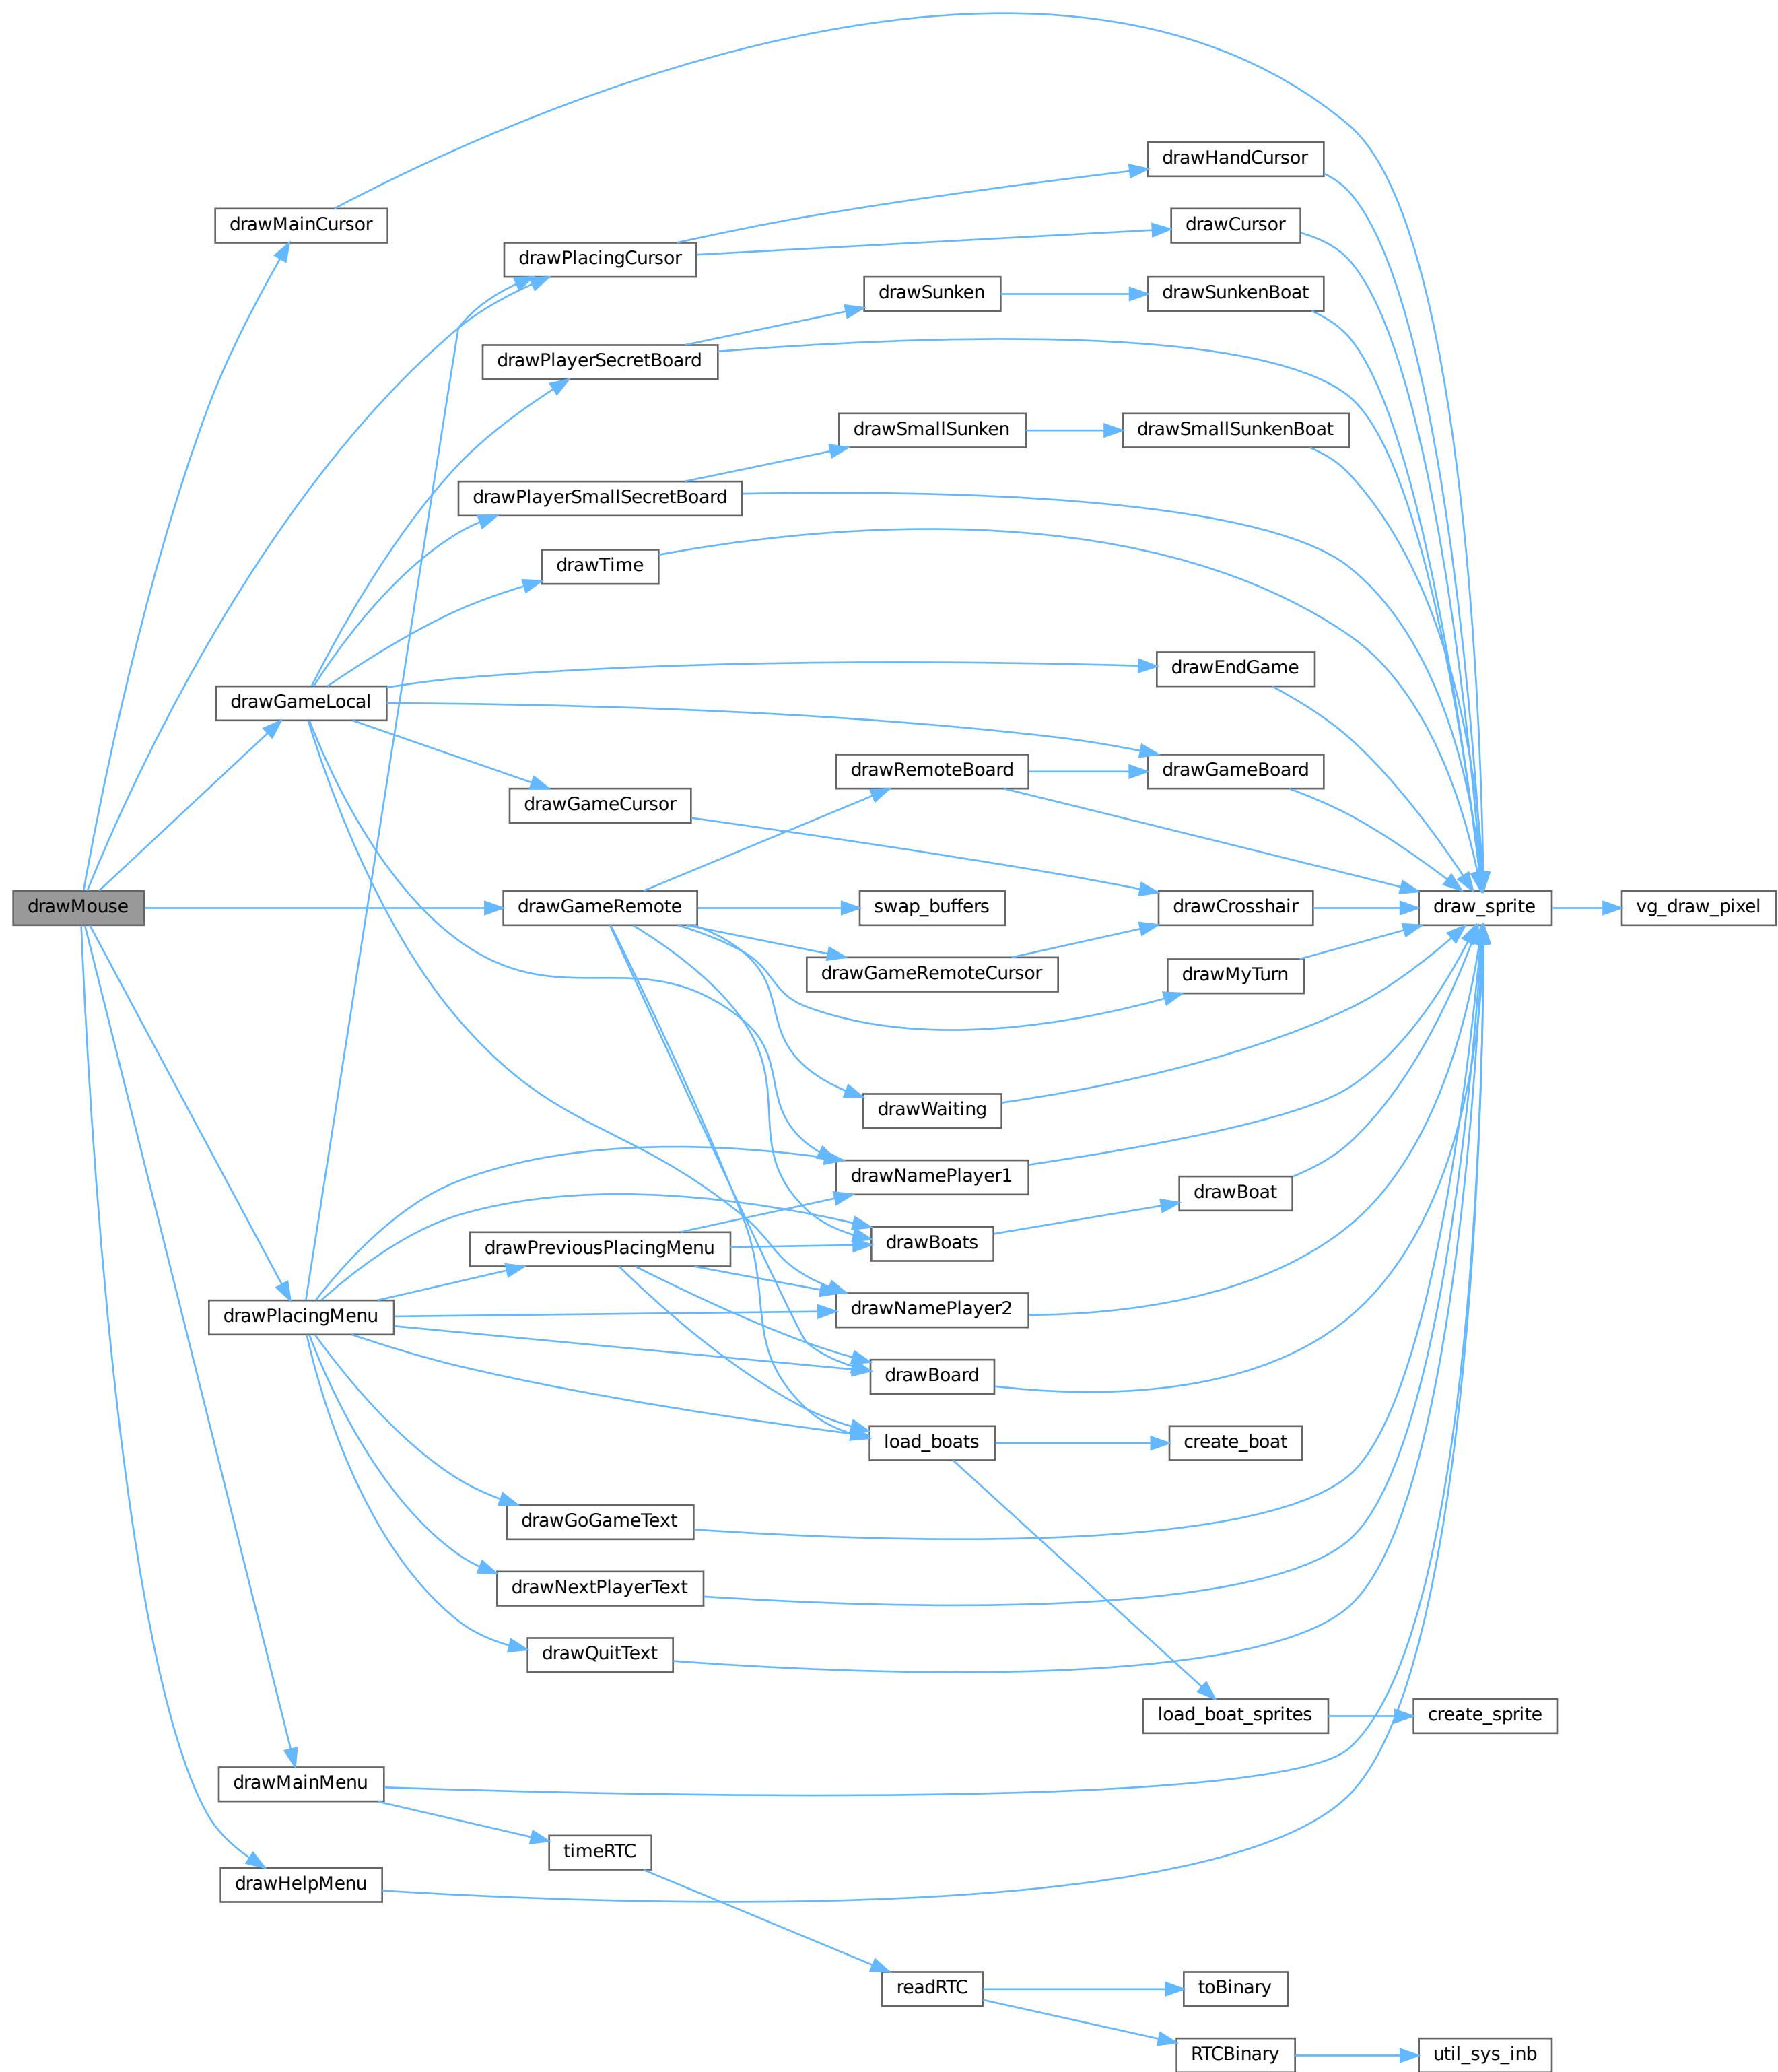 drawHandCursor
drawMainCursor
drawCursor
drawPlacingCursor
drawSunken
drawSunkenBoat
drawPlayerSecretBoard
drawSmallSunken
drawSmallSunkenBoat
drawPlayerSmallSecretBoard
drawTime
drawEndGame
drawGameLocal
drawRemoteBoard
drawGameBoard
drawGameCursor
drawMouse
drawGameRemote
swap_buffers
drawCrosshair
draw_sprite
vg_draw_pixel
drawGameRemoteCursor
drawMyTurn
drawWaiting
drawNamePlayer1
drawBoat
drawPreviousPlacingMenu
drawBoats
drawPlacingMenu
drawNamePlayer2
drawBoard
load_boats
create_boat
drawGoGameText
drawNextPlayerText
drawQuitText
load_boat_sprites
create_sprite
drawMainMenu
timeRTC
drawHelpMenu
readRTC
toBinary
RTCBinary
util_sys_inb